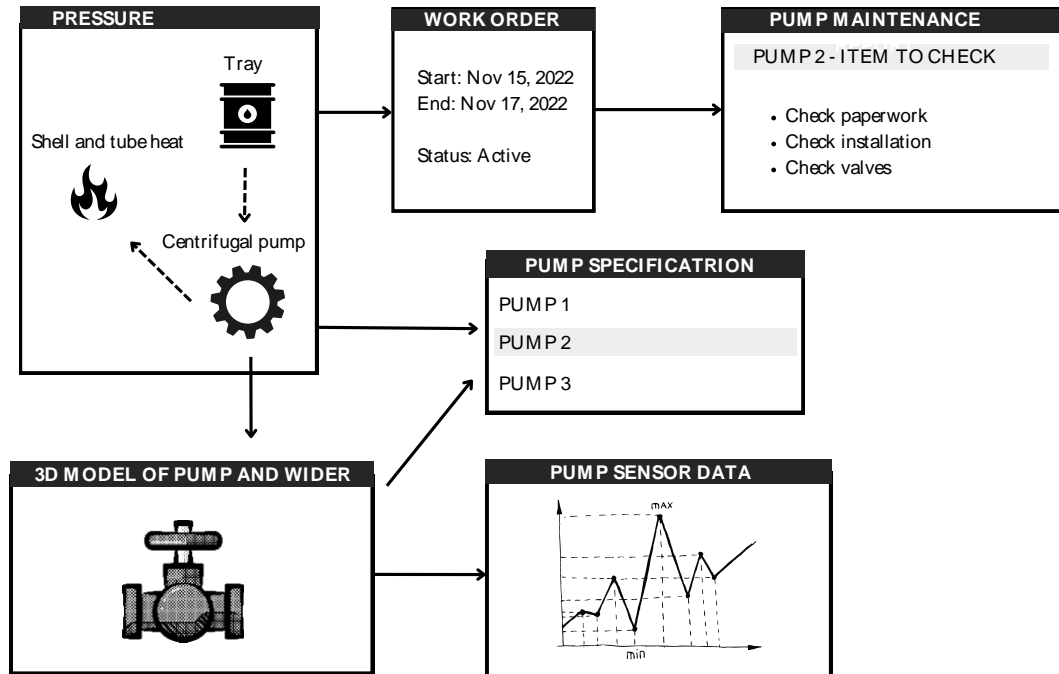 PRESSURE
Tray
Shell and tube heat
Centrifugal pump
WORK ORDER
Start: Nov 15, 2022
End: Nov 17, 2022
Status: Active
PUMP MAINTENANCE
PUMP 2 - ITEM TO CHECK
• Check paperwork
• Check installation
• Check valves
PUMP SPECIFICATRION
PUMP 1
PUMP 2
PUMP 3
3D MODEL OF PUMP AND WIDER
PUMP SENSOR DATA
max
min